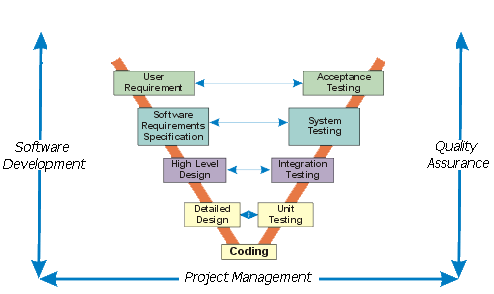 User
Requirement
Acceptance
Testing
Software
Requirements
Specification
System
Testing
Software
Development
Quality
Assurance
High Level
Design
Integration
Testing
Detailed
Design
Unit
Testing
Coding
Project Management